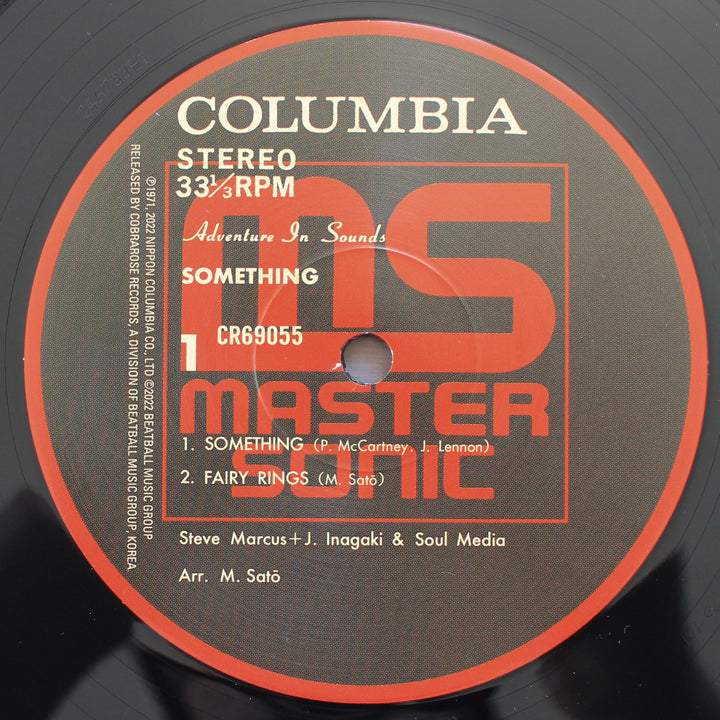 COLUMBIA
STEREO
33⅓RPM
MS
Adventure In Sounds
SOMETHING
1 CR69055
MASTER
SONIC
1. SOMETHING (P. McCartney. J. Lennon)
2. FAIRY RINGS (M. Satō)
Steve Marcus+J. Inagaki & Soul Media
Arr. M. Satō
℗1971, 2022 NIPPON COLUMBIA CO., LTD ©2022 BEATBALL MUSIC GROUP
RELEASED BY COBRAROSE RECORDS, A DIVISION OF BEATBALL MUSIC GROUP, KOREA